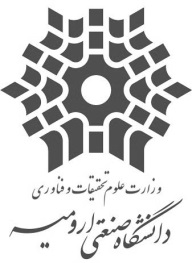 وزارت علوم تحقیقات و فناوری
دانشگاه صنعتی ارومیه